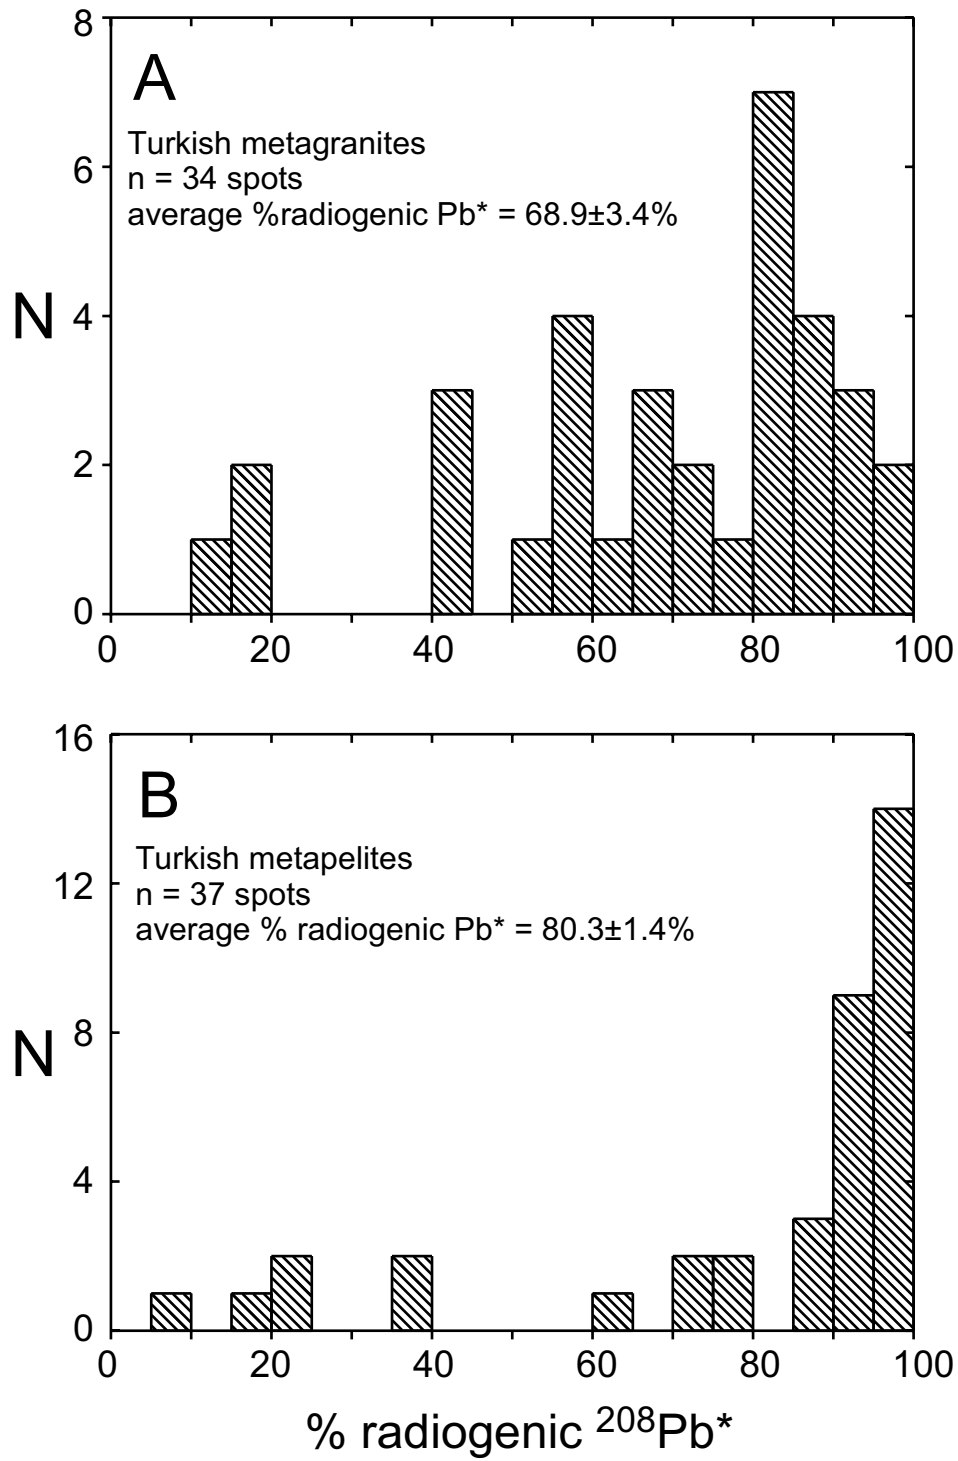 8
A
Turkish metagranites
n = 34 spots
average %radiogenic Pb* = 68.9±3.4%
6
N 4
2
0
0 20 40 60 80 100
16
B
Turkish metapelites
n = 37 spots
average % radiogenic Pb* = 80.3±1.4%
12
N 8
4
0
0 20 40 60 80 100
% radiogenic ²⁰⁸Pb*